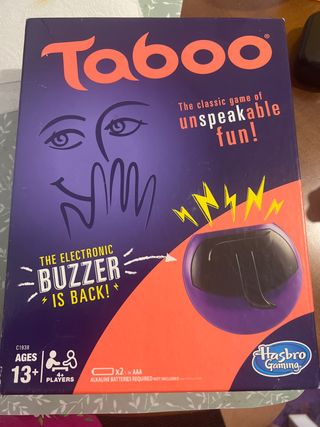 Taboo
The classic game of
unspeakable
fun!
THE ELECTRONIC
BUZZER
IS BACK!
C1938
AGES
13+
4+
PLAYERS
x2 AAA
ALKALINE BATTERIES REQUIRED
Hasbro
Gaming